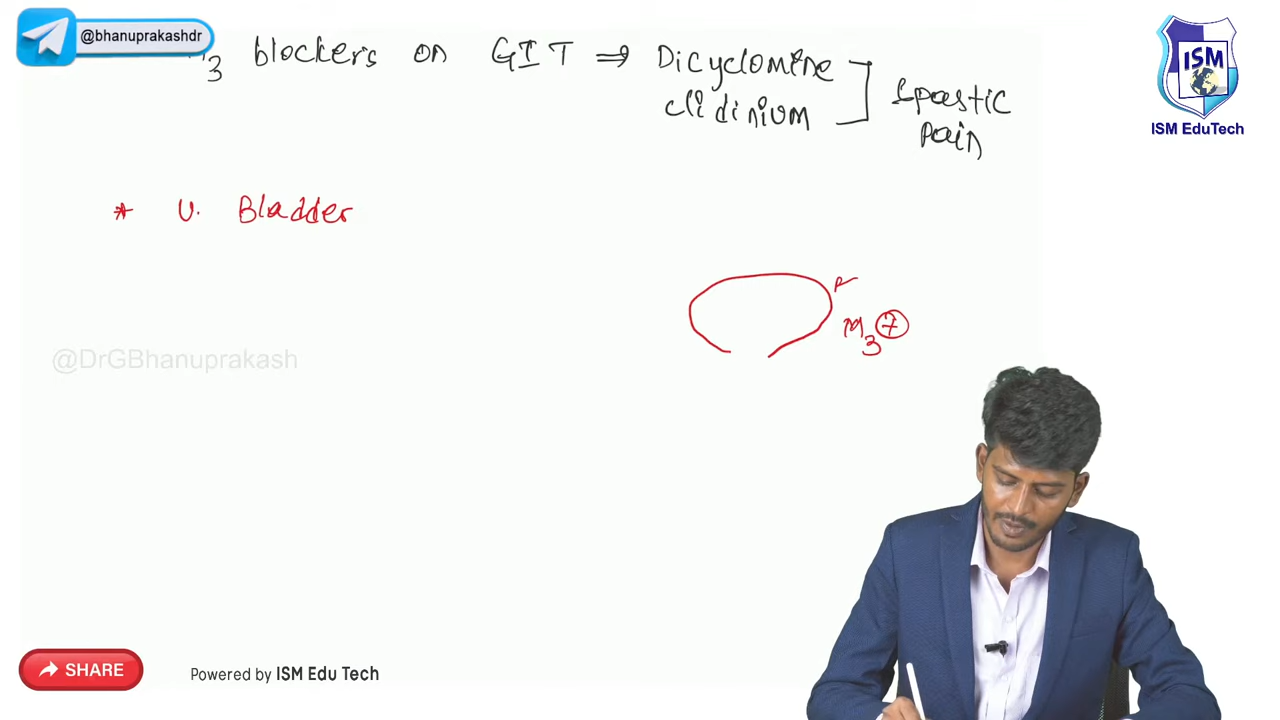 @bhanuprakashdr
3 blockers on GIT ⇒ Dicyclomine
clidinium
Spastic
pain
ISM
ISM EduTech
* U. Bladder
M3 +
@DrGBhanuprakash
SHARE
Powered by ISM Edu Tech